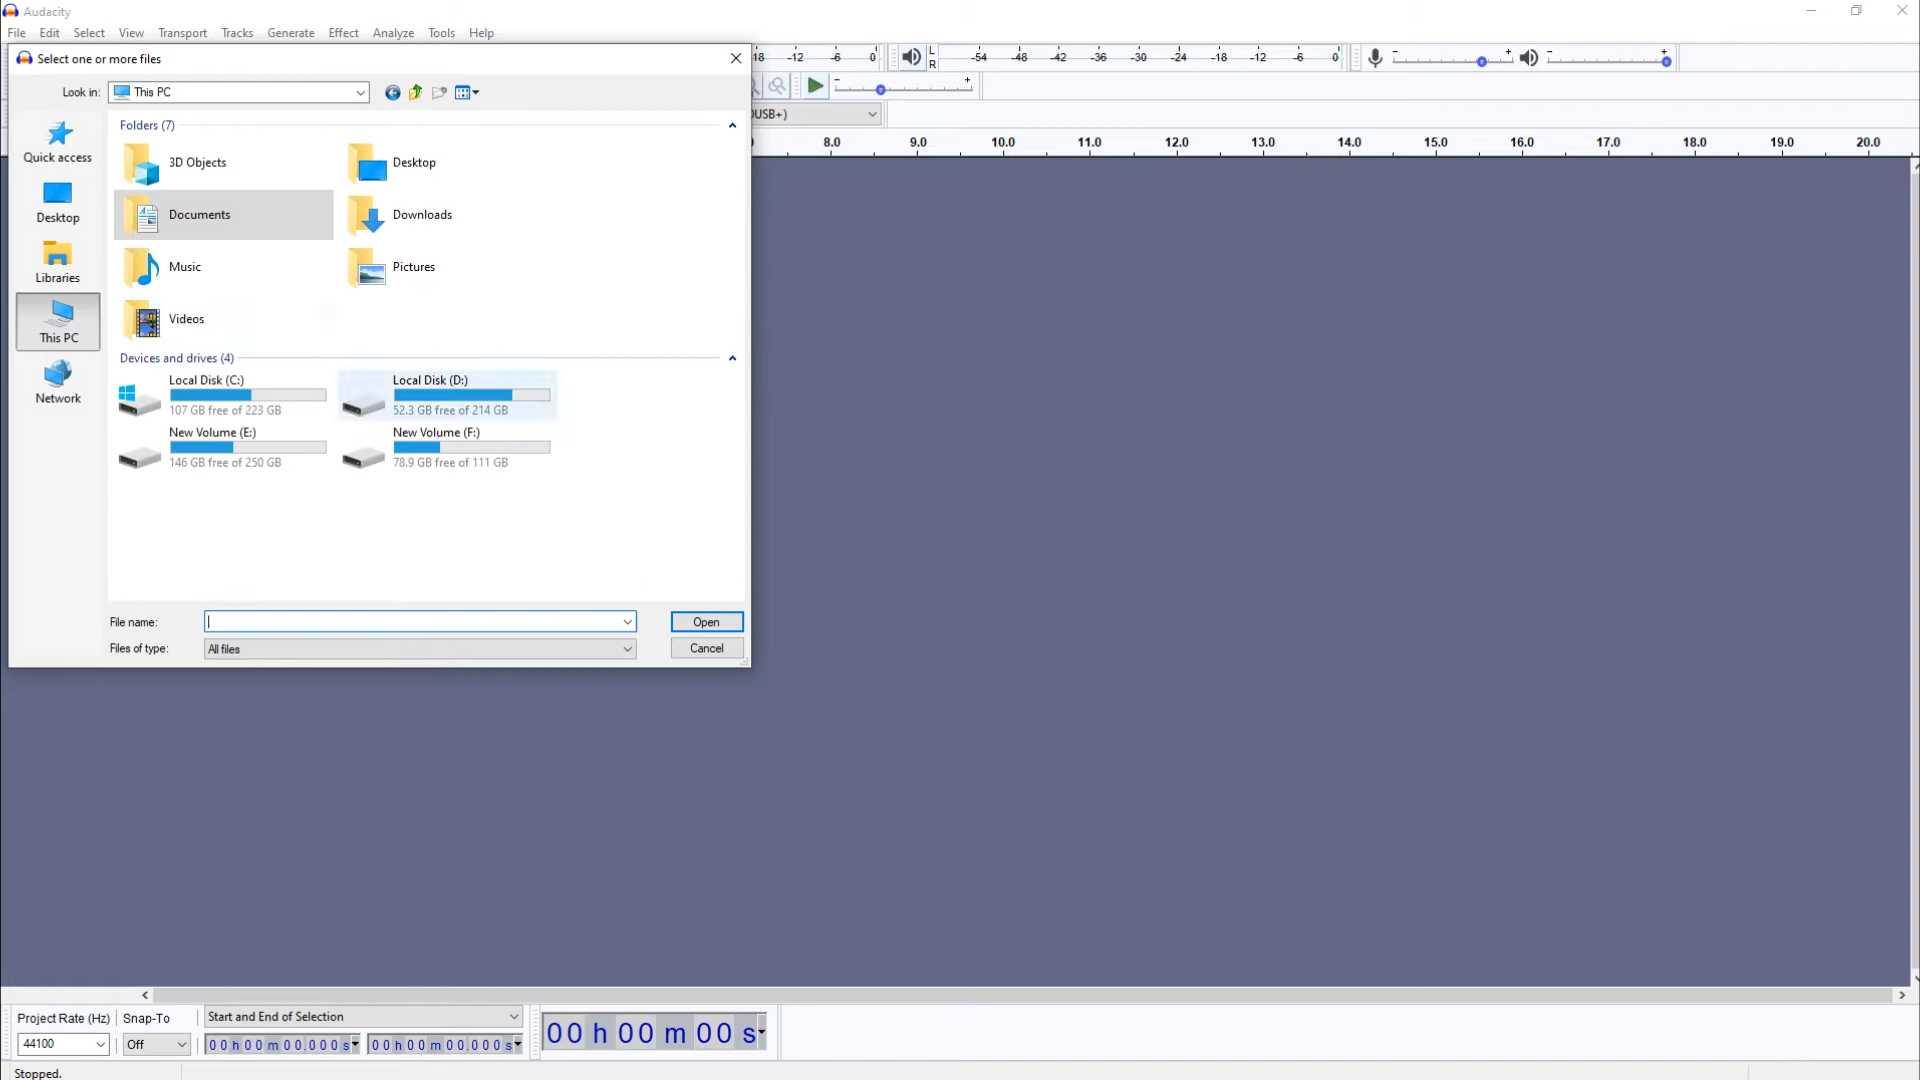 Audacity
File Edit Select View Transport Tracks Generate Effect Analyze Tools Help
Select one or more files
-18 -12 -6 0
L
R
-54 -48 -42 -36 -30 -24 -18 -12 -6 0
- +
- +
Look in: This PC
- +
8.0 9.0 10.0 11.0 12.0 13.0 14.0 15.0 16.0 17.0 18.0 19.0 20.0
Folders (7)
Quick access
3D Objects
Desktop
Desktop
Documents
Downloads
Libraries
Music
Pictures
This PC
Videos
Devices and drives (4)
Network
Local Disk (C:)
107 GB free of 223 GB
Local Disk (D:)
52.3 GB free of 214 GB
New Volume (E:)
146 GB free of 250 GB
New Volume (F:)
78.9 GB free of 111 GB
File name: Open
Files of type: All files Cancel
Project Rate (Hz) Snap-To Start and End of Selection
44100 Off 00 h 00 m 00.000 s 00 h 00 m 00.000 s
00 h 00 m 00 s
Stopped.